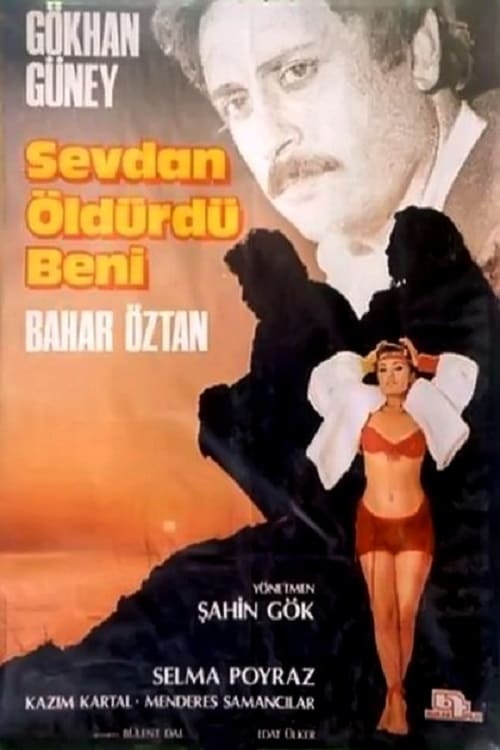 GÖKHAN
GÜNEY
Sevdan
Öldürdü
Beni
BAHAR ÖZTAN
YÖNETMEN
ŞAHİN GÖK
SELMA POYRAZ
KAZIM KARTAL · MENDERES SAMANCILAR
BÜLENT DAL EDAT ÜLKER